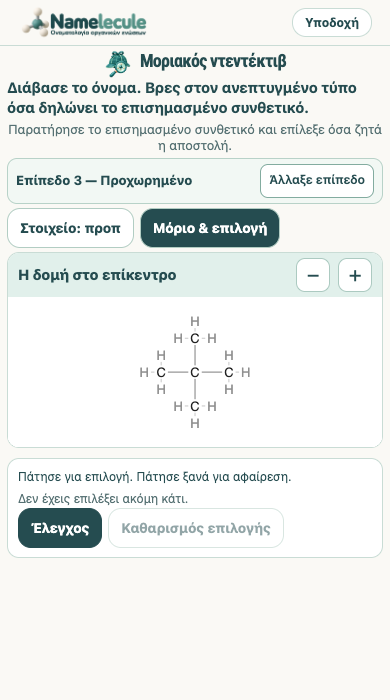 Namelecule
Ονοματολογία οργανικών ενώσεων
Υποδοχή
Μοριακός ντεντέκτιβ
Διάβασε το όνομα. Βρες στον ανεπτυγμένο τύπο
όσα δηλώνει το επισημασμένο συνθετικό.
Παρατήρησε το επισημασμένο συνθετικό και επίλεξε όσα ζητά
η αποστολή.
Επίπεδο 3 — Προχωρημένο
Άλλαξε επίπεδο
Στοιχείο: προπ
Μόριο & επιλογή
Η δομή στο επίκεντρο
− +
H
H C H
H H
H C C C H
H H
H C H
H
Πάτησε για επιλογή. Πάτησε ξανά για αφαίρεση.
Δεν έχεις επιλέξει ακόμη κάτι.
Έλεγχος
Καθαρισμός επιλογής